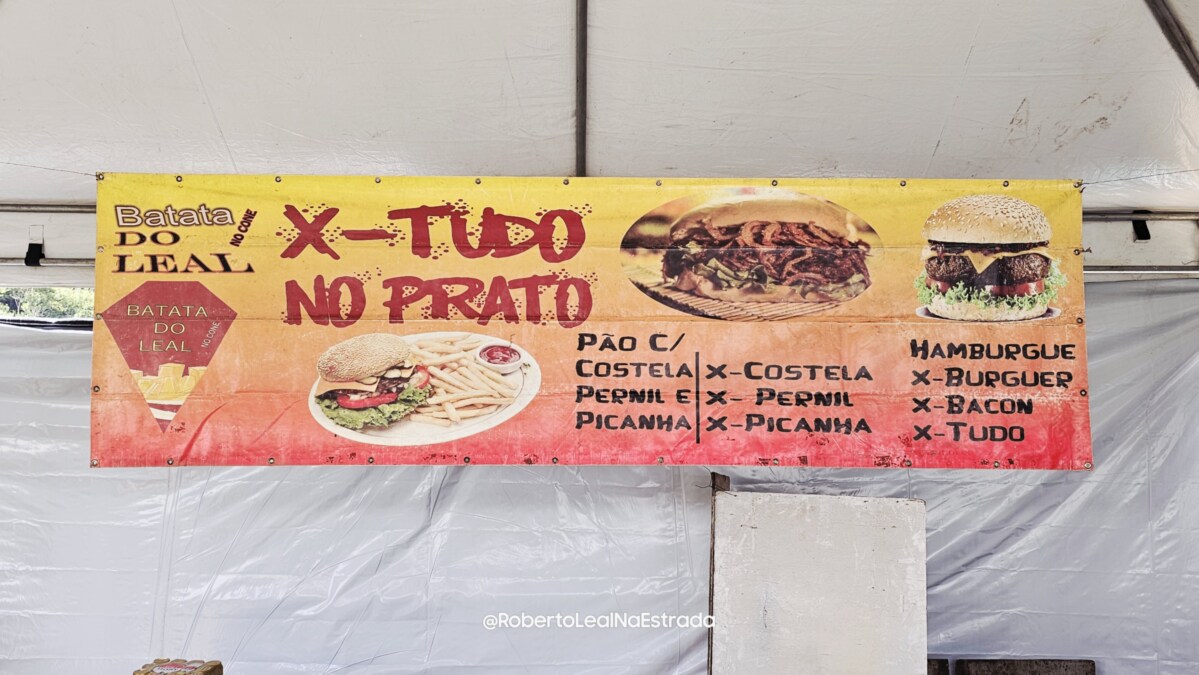 Batata
NO CONE
DO
LEAL
BATATA
DO
LEAL
NO CONE
X-TUDO
NO PRATO
PÃO C/
COSTELA
PERNIL E
PICANHA
X-COSTELA
X- PERNIL
X-PICANHA
HAMBURGUE
X-BURGUER
X-BACON
X-TUDO
@RobertoLealNaEstrada